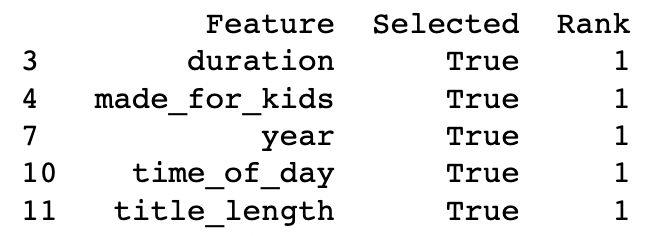 Feature Selected Rank
3 duration True 1
4 made_for_kids True 1
7 year True 1
10 time_of_day True 1
11 title_length True 1